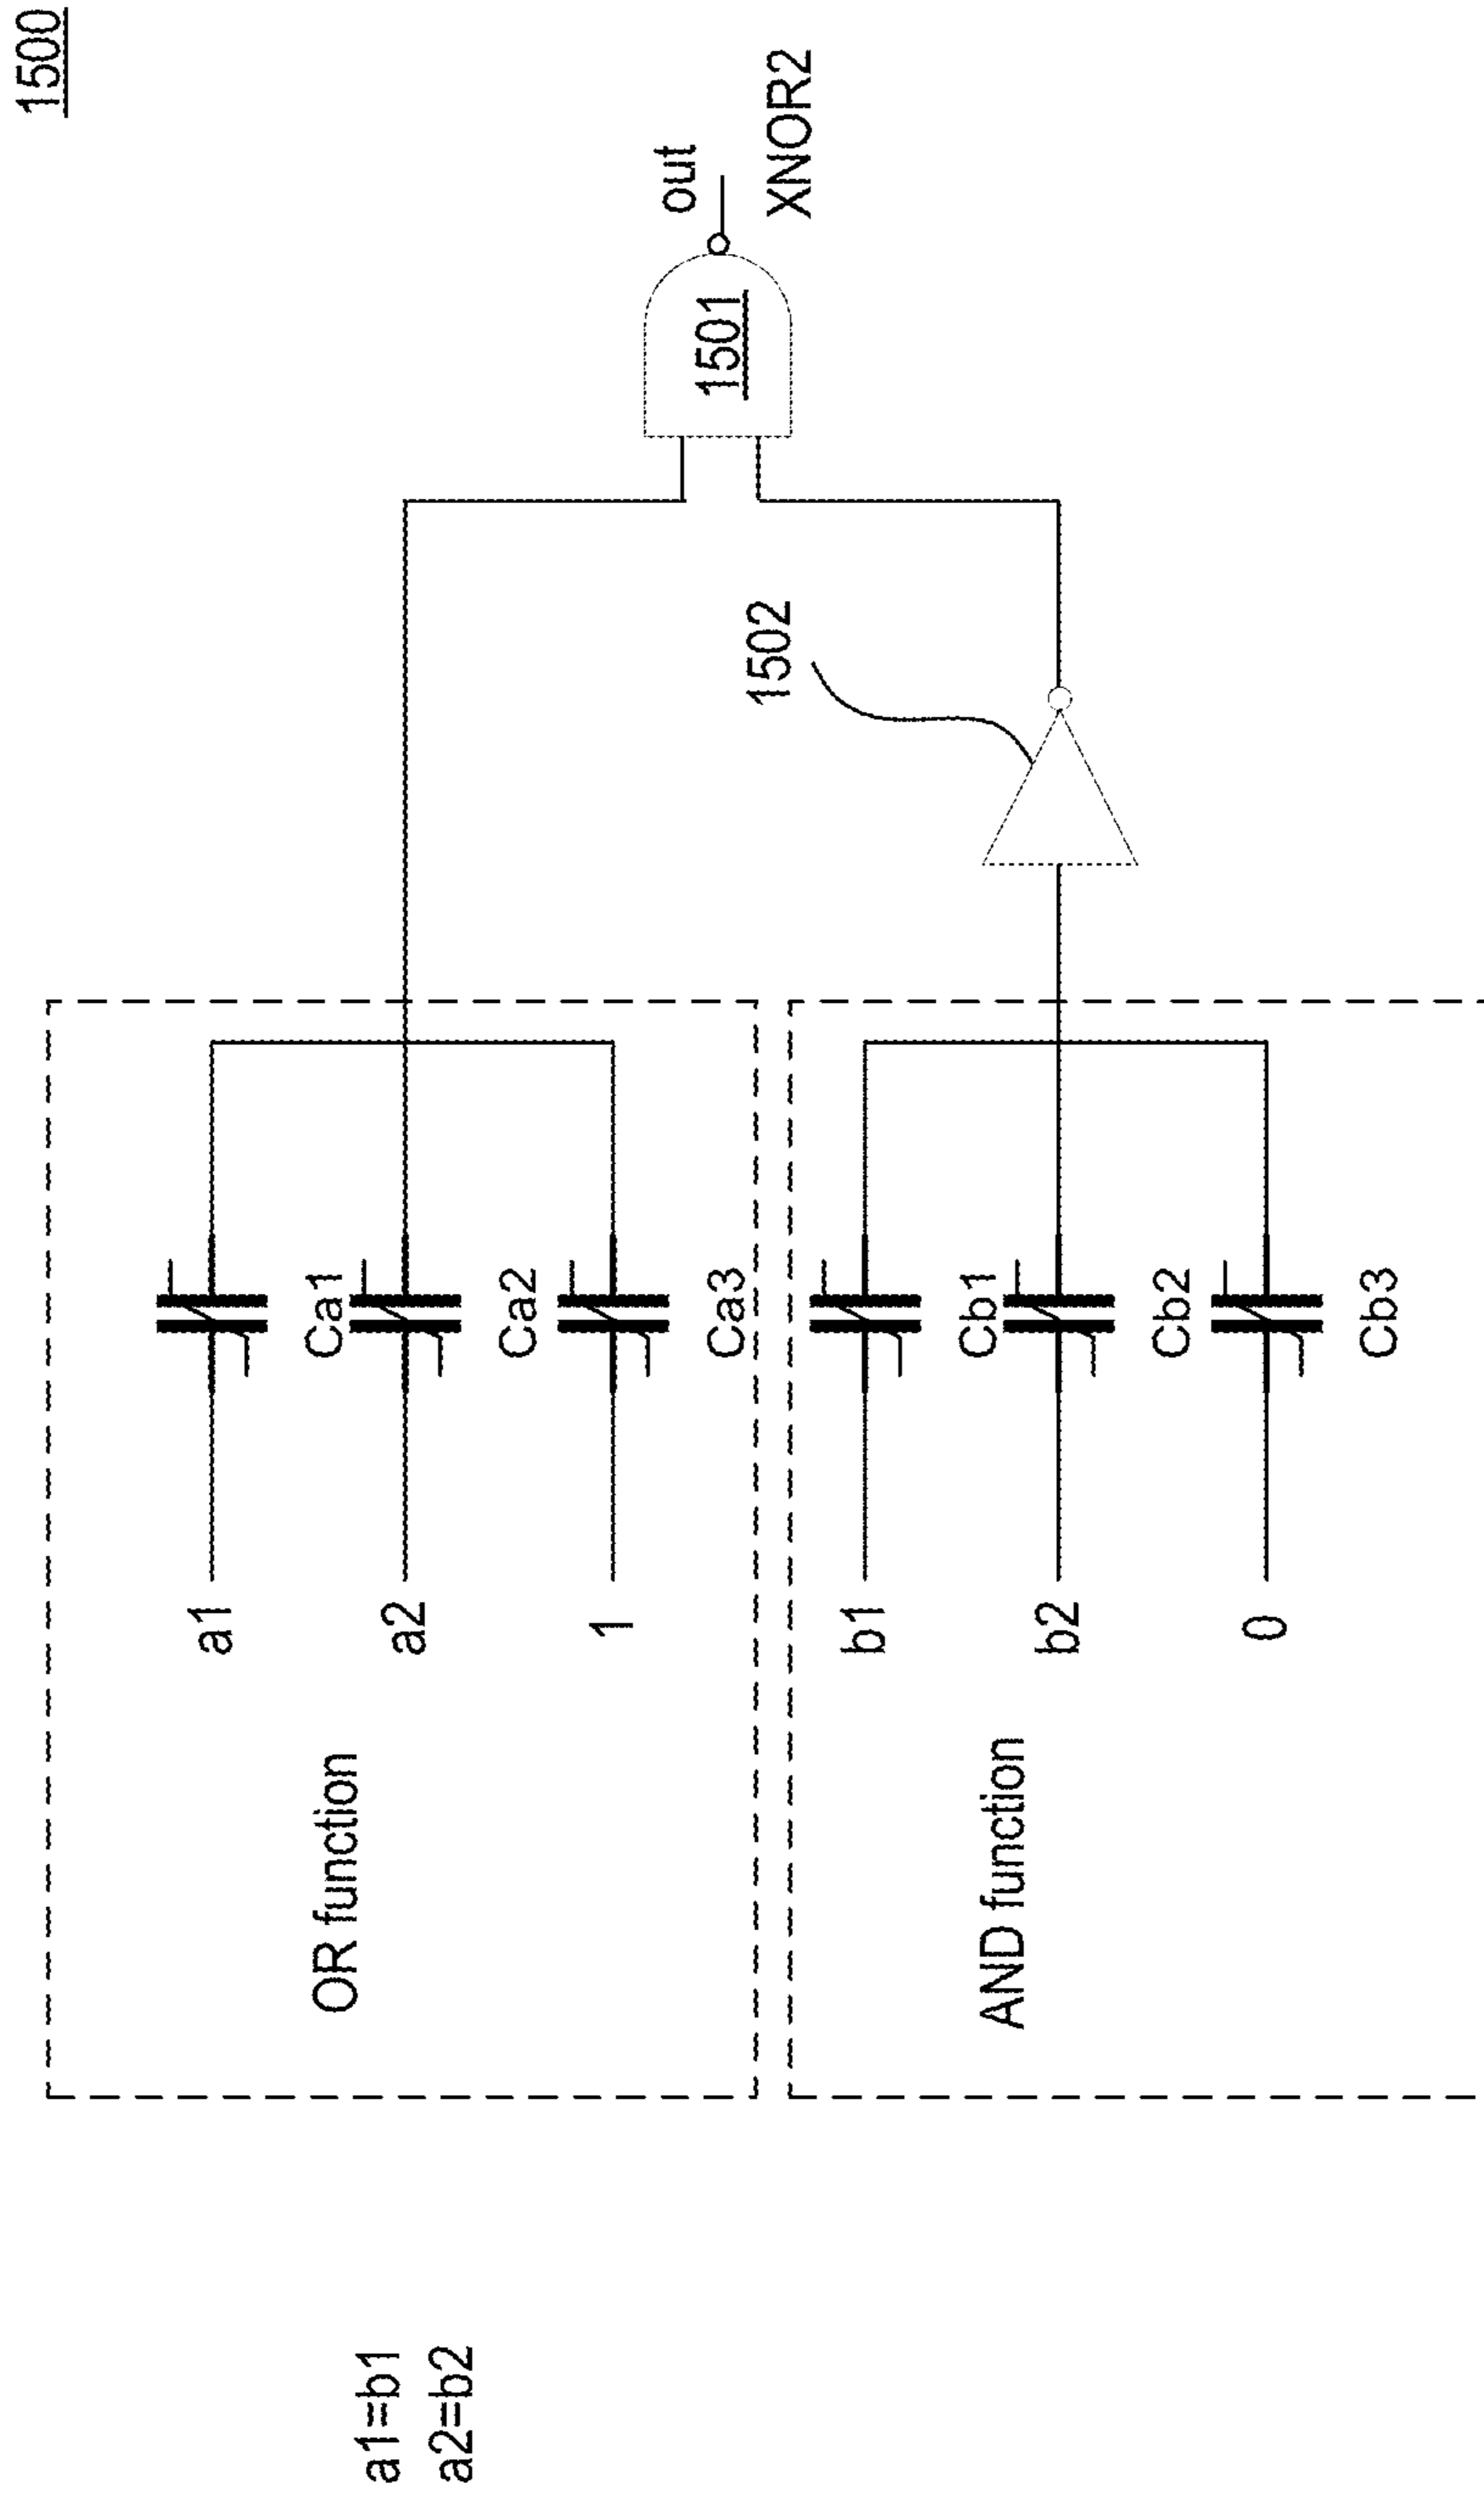 1500
a1=b1
a2=b2
OR function
a1
Ca1
a2
Ca2
1
Ca3
AND function
b1
Cb1
b2
Cb2
0
Cb3
1502
1501
out
XNOR2